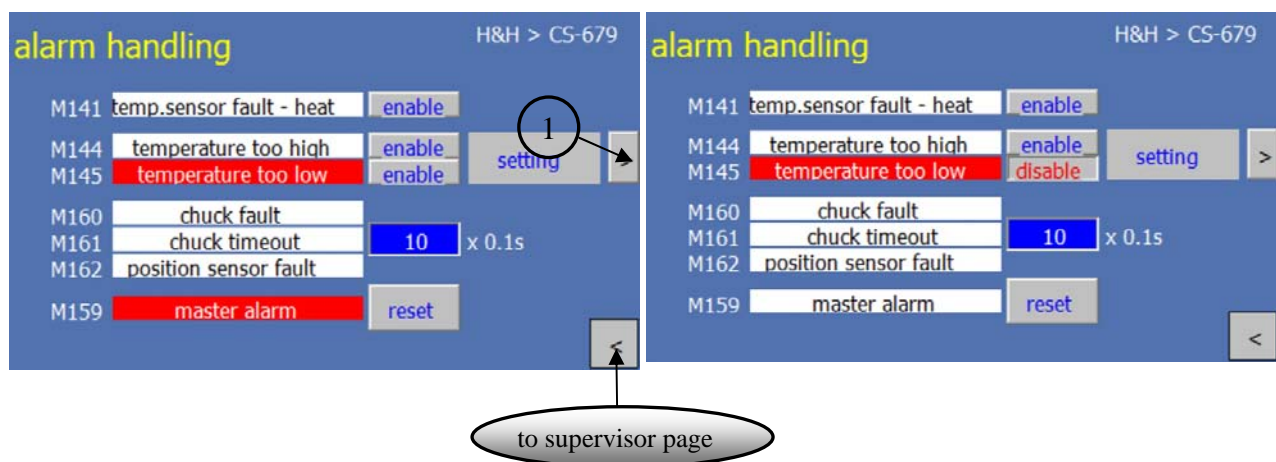 alarm handling H&H > CS-679
M141 temp.sensor fault - heat enable
M144 temperature too high enable
M145 temperature too low enable
setting >
1
M160 chuck fault
M161 chuck timeout 10 x 0.1s
M162 position sensor fault
M159 master alarm reset
<
alarm handling H&H > CS-679
M141 temp.sensor fault - heat enable
M144 temperature too high enable
M145 temperature too low disable
setting >
M160 chuck fault
M161 chuck timeout 10 x 0.1s
M162 position sensor fault
M159 master alarm reset
<
to supervisor page